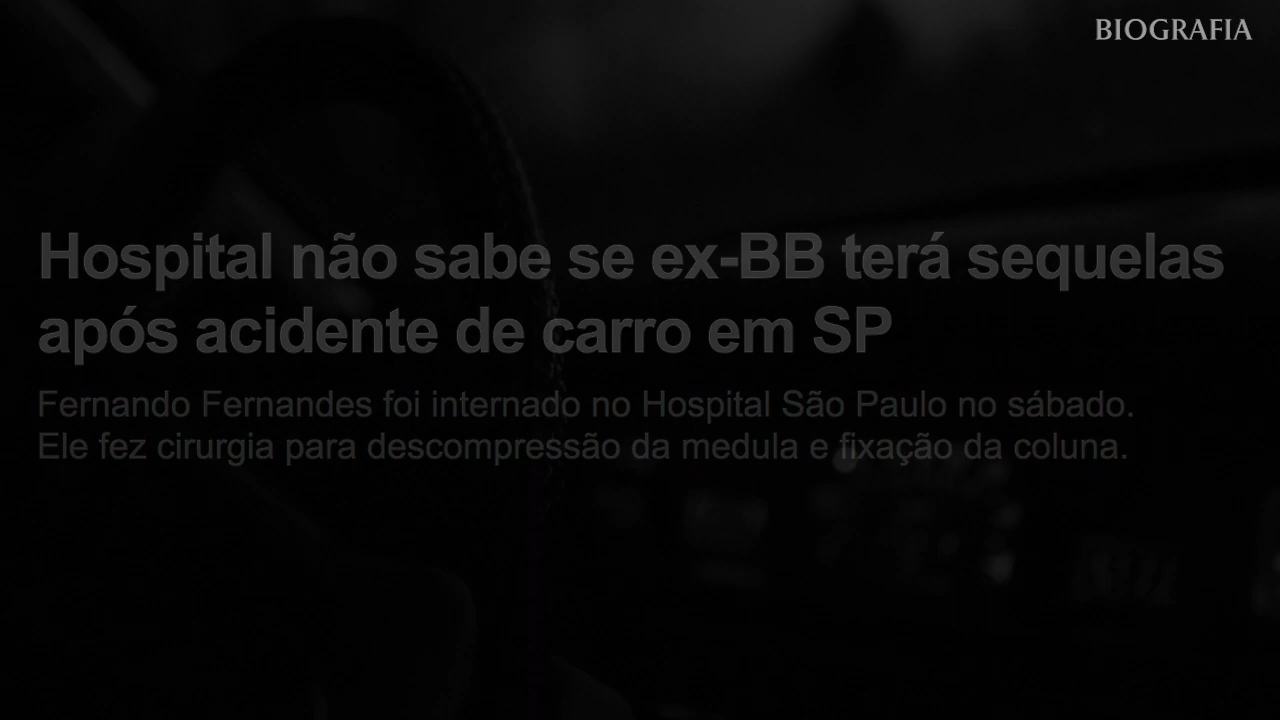 BIOGRAFIA
Hospital não sabe se ex-BB terá sequelas
após acidente de carro em SP
Fernando Fernandes foi internado no Hospital São Paulo no sábado.
Ele fez cirurgia para descompressão da medula e fixação da coluna.